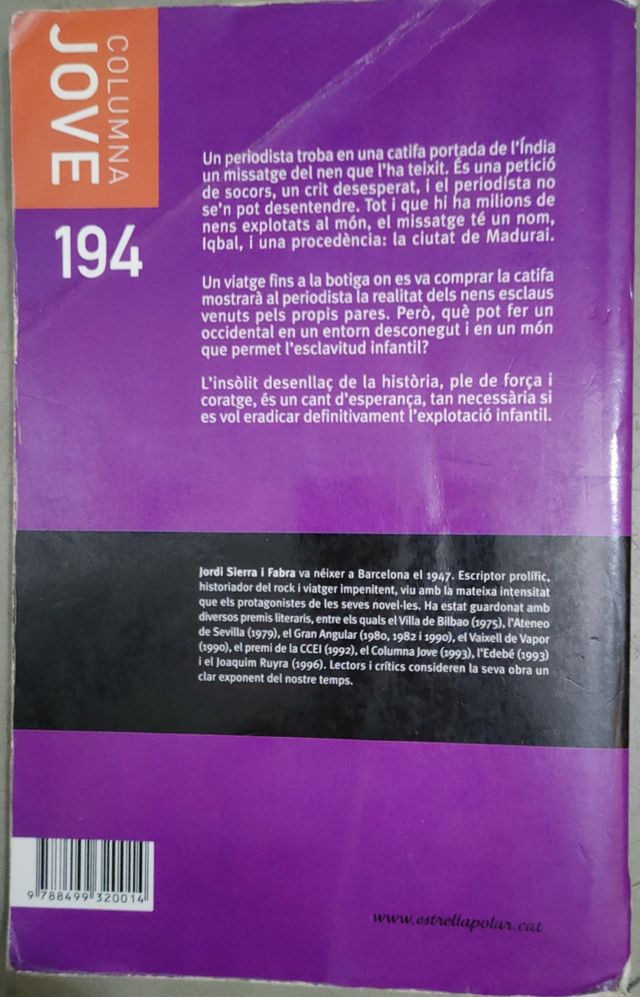 COLUMNA
JOVE
194
Un periodista troba en una catifa portada de l'Índia
un missatge del nen que l'ha teixit. És una petició
de socors, un crit desesperat, i el periodista no
se'n pot desentendre. Tot i que hi ha milions de
nens explotats al món, el missatge té un nom,
Iqbal, i una procedència: la ciutat de Madurai.
Un viatge fins a la botiga on es va comprar la catifa
mostrarà al periodista la realitat dels nens esclaus
venuts pels propis pares. Però, què pot fer un
occidental en un entorn desconegut i en un món
que permet l'esclavitud infantil?
L'insòlit desenllaç de la història, ple de força i
coratge, és un cant d'esperança, tan necessària si
es vol eradicar definitivament l'explotació infantil.
Jordi Sierra i Fabra va néixer a Barcelona el 1947. Escriptor prolífic,
historiador del rock i viatger impenitent, viu amb la mateixa intensitat
que els protagonistes de les seves novel·les. Ha estat guardonat amb
diversos premis literaris, entre els quals el Villa de Bilbao (1975), l'Ateneo
de Sevilla (1979), el Gran Angular (1980, 1982 i 1990), el Vaixell de Vapor
(1990), el premi de la CCEI (1992), el Columna Jove (1993), l'Edebé (1993)
i el Joaquim Ruyra (1996). Lectors i crítics consideren la seva obra un
clar exponent del nostre temps.
9 788499 320014
www.estrellapolar.cat